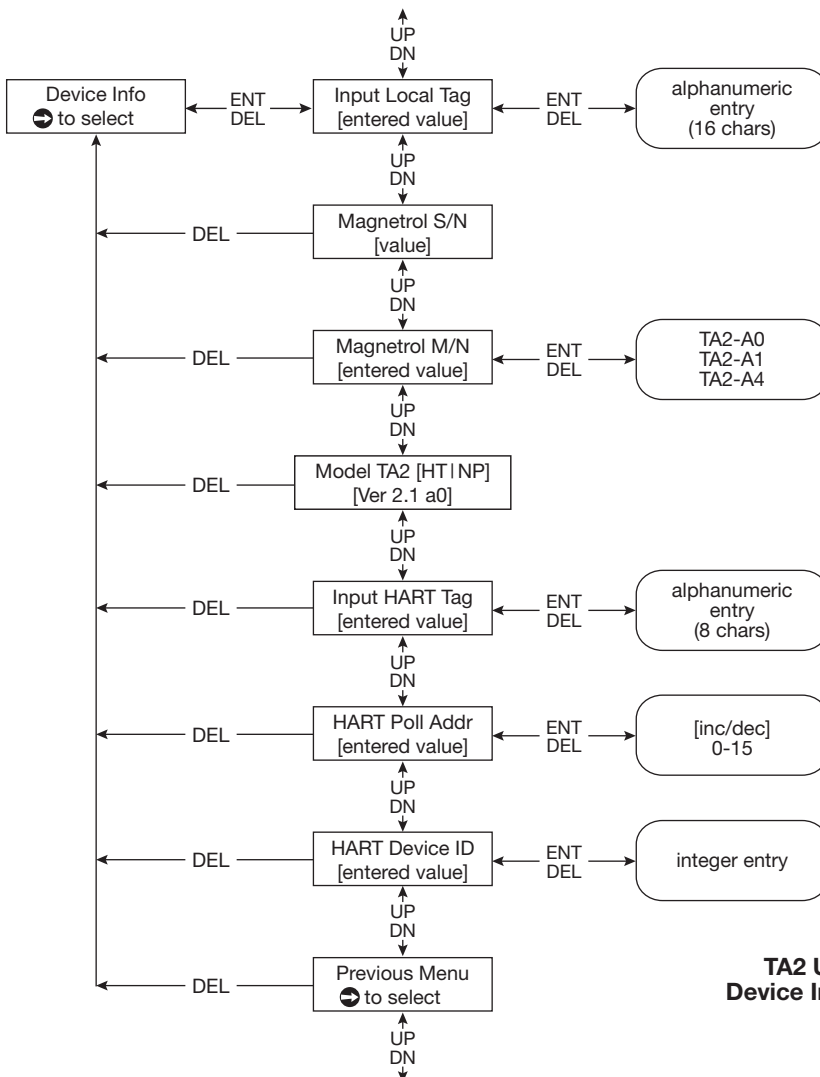 UP
DN
Device Info
to select
ENT
DEL
Input Local Tag
[entered value]
ENT
DEL
alphanumeric
entry
(16 chars)
UP
DN
DEL
Magnetrol S/N
[value]
UP
DN
DEL
Magnetrol M/N
[entered value]
ENT
DEL
TA2-A0
TA2-A1
TA2-A4
UP
DN
DEL
Model TA2 [HT|NP]
[Ver 2.1 a0]
UP
DN
DEL
Input HART Tag
[entered value]
ENT
DEL
alphanumeric
entry
(8 chars)
UP
DN
DEL
HART Poll Addr
[entered value]
ENT
DEL
[inc/dec]
0-15
UP
DN
DEL
HART Device ID
[entered value]
ENT
DEL
integer entry
UP
DN
DEL
Previous Menu
to select
TA2
Device
UP
DN